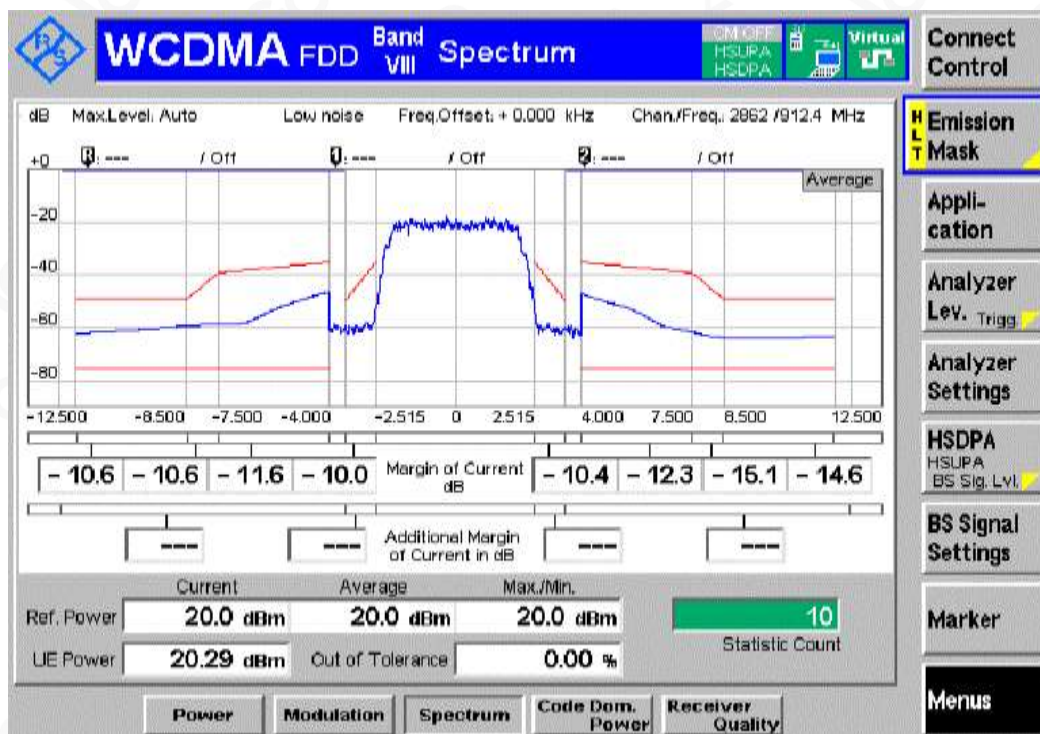 R&S
WCDMA FDD Band VIII Spectrum
CM:OFF
HSUPA
HSDPA
Virtual
Connect Control
dB Max.Level: Auto Low noise Freq.Offset: + 0.000 kHz Chan./Freq.: 2862 /912.4 MHz
HLT
Emission Mask
+0 R: --- / Off 1: --- / Off 2: --- / Off
Average
Appli-
cation
-20
-40
-60
-80
Analyzer
Lev. Trigg.
-12.500 -8.500 -7.500 -4.000 -2.515 0 2.515 4.000 7.500 8.500 12.500
Analyzer
Settings
- 10.6 - 10.6 - 11.6 - 10.0 Margin of Current dB - 10.4 - 12.3 - 15.1 - 14.6
HSDPA
HSUPA
BS Sig. Lvl.
--- --- Additional Margin of Current in dB --- ---
BS Signal
Settings
Current Average Max./Min.
Ref. Power 20.0 dBm 20.0 dBm 20.0 dBm 10
Statistic Count
Marker
UE Power 20.29 dBm Out of Tolerance 0.00 %
Power Modulation Spectrum Code Dom. Power Receiver Quality
Menus